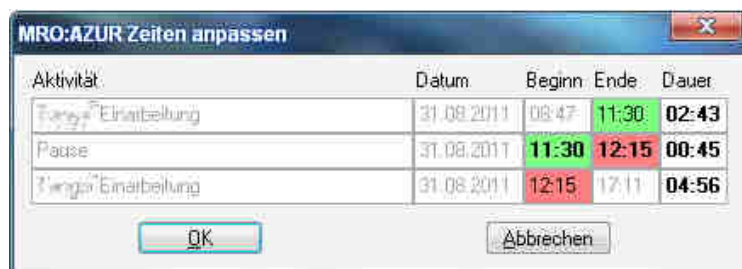 MRO:AZUR Zeiten anpassen
Aktivität Datum Beginn Ende Dauer
Einarbeitung 31.08.2011 08:47 11:30 02:43
Pause 31.08.2011 11:30 12:15 00:45
Einarbeitung 31.08.2011 12:15 17:11 04:56
OK Abbrechen